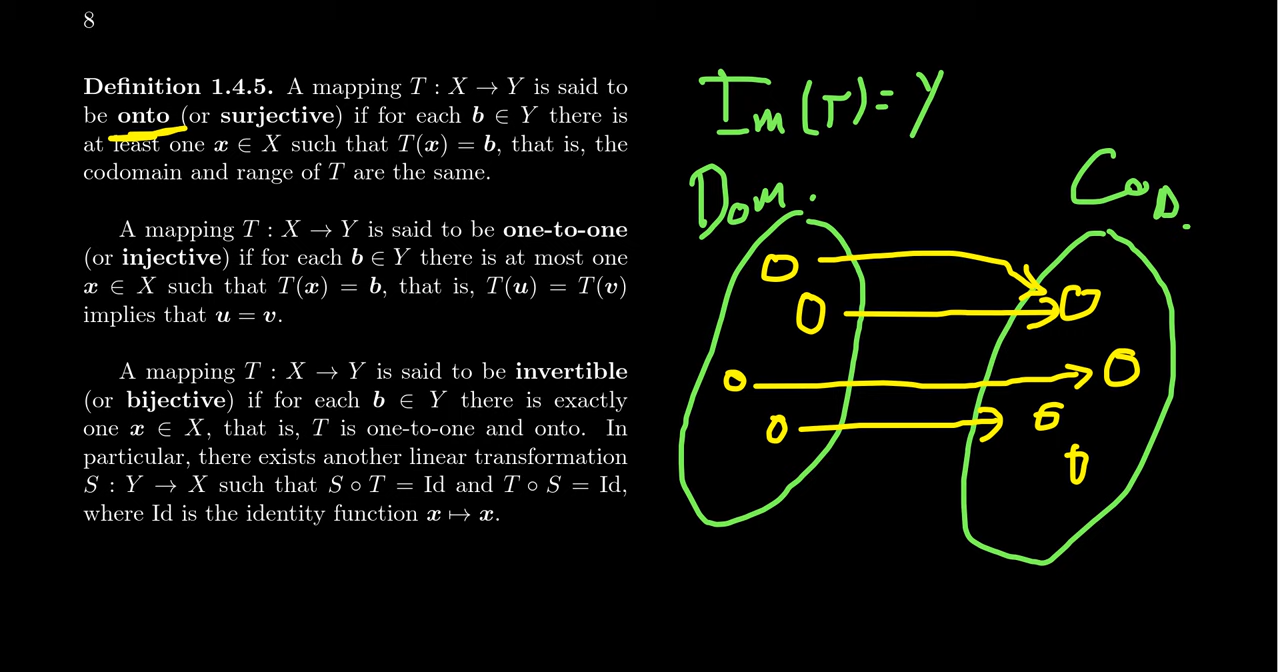 8
Definition 1.4.5. A mapping T : X → Y is said to
be onto (or surjective) if for each b ∈ Y there is
at least one x ∈ X such that T(x) = b, that is, the
codomain and range of T are the same.
A mapping T : X → Y is said to be one-to-one
(or injective) if for each b ∈ Y there is at most one
x ∈ X such that T(x) = b, that is, T(u) = T(v)
implies that u = v.
A mapping T : X → Y is said to be invertible
(or bijective) if for each b ∈ Y there is exactly
one x ∈ X, that is, T is one-to-one and onto. In
particular, there exists another linear transformation
S : Y → X such that S ∘ T = Id and T ∘ S = Id,
where Id is the identity function x ↦ x.
Im(T) = Y
Dom.
CoD.